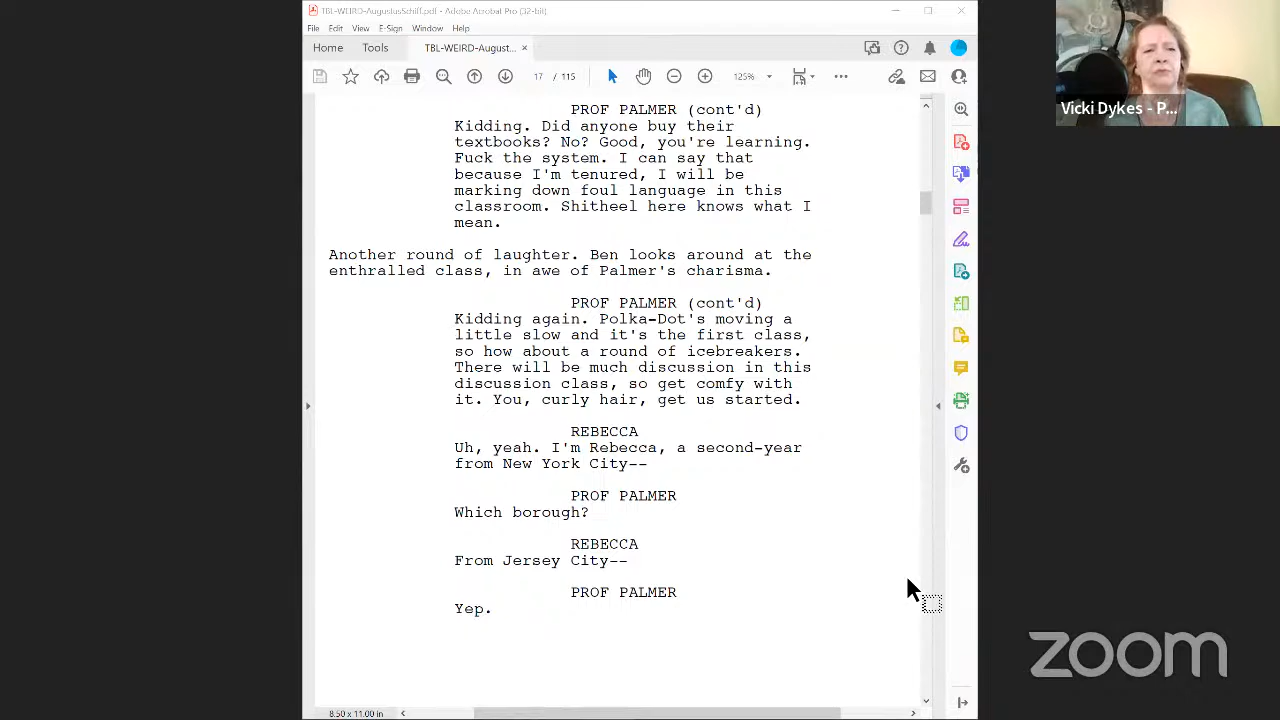 TBL-WEIRD-AugustusSchiff.pdf - Adobe Acrobat Pro (32-bit)
File Edit View E-Sign Window Help
Home Tools TBL-WEIRD-August... ×
17 / 115 125%
Vicki Dykes - P...
PROF PALMER (cont'd)
Kidding. Did anyone buy their
textbooks? No? Good, you're learning.
Fuck the system. I can say that
because I'm tenured, I will be
marking down foul language in this
classroom. Shitheel here knows what I
mean.
Another round of laughter. Ben looks around at the
enthralled class, in awe of Palmer's charisma.
PROF PALMER (cont'd)
Kidding again. Polka-Dot's moving a
little slow and it's the first class,
so how about a round of icebreakers.
There will be much discussion in this
discussion class, so get comfy with
it. You, curly hair, get us started.
REBECCA
Uh, yeah. I'm Rebecca, a second-year
from New York City--
PROF PALMER
Which borough?
REBECCA
From Jersey City--
PROF PALMER
Yep.
8.50 x 11.00 in
zoom